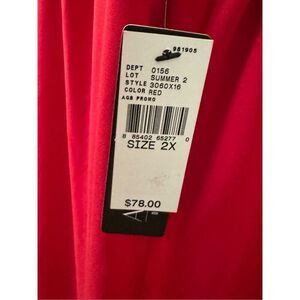 981905
DEPT 0156
LOT SUMMER 2
STYLE 3060X16
COLOR RED
AGB PROMO
8 85402 65277 0
SIZE 2X
$78.00